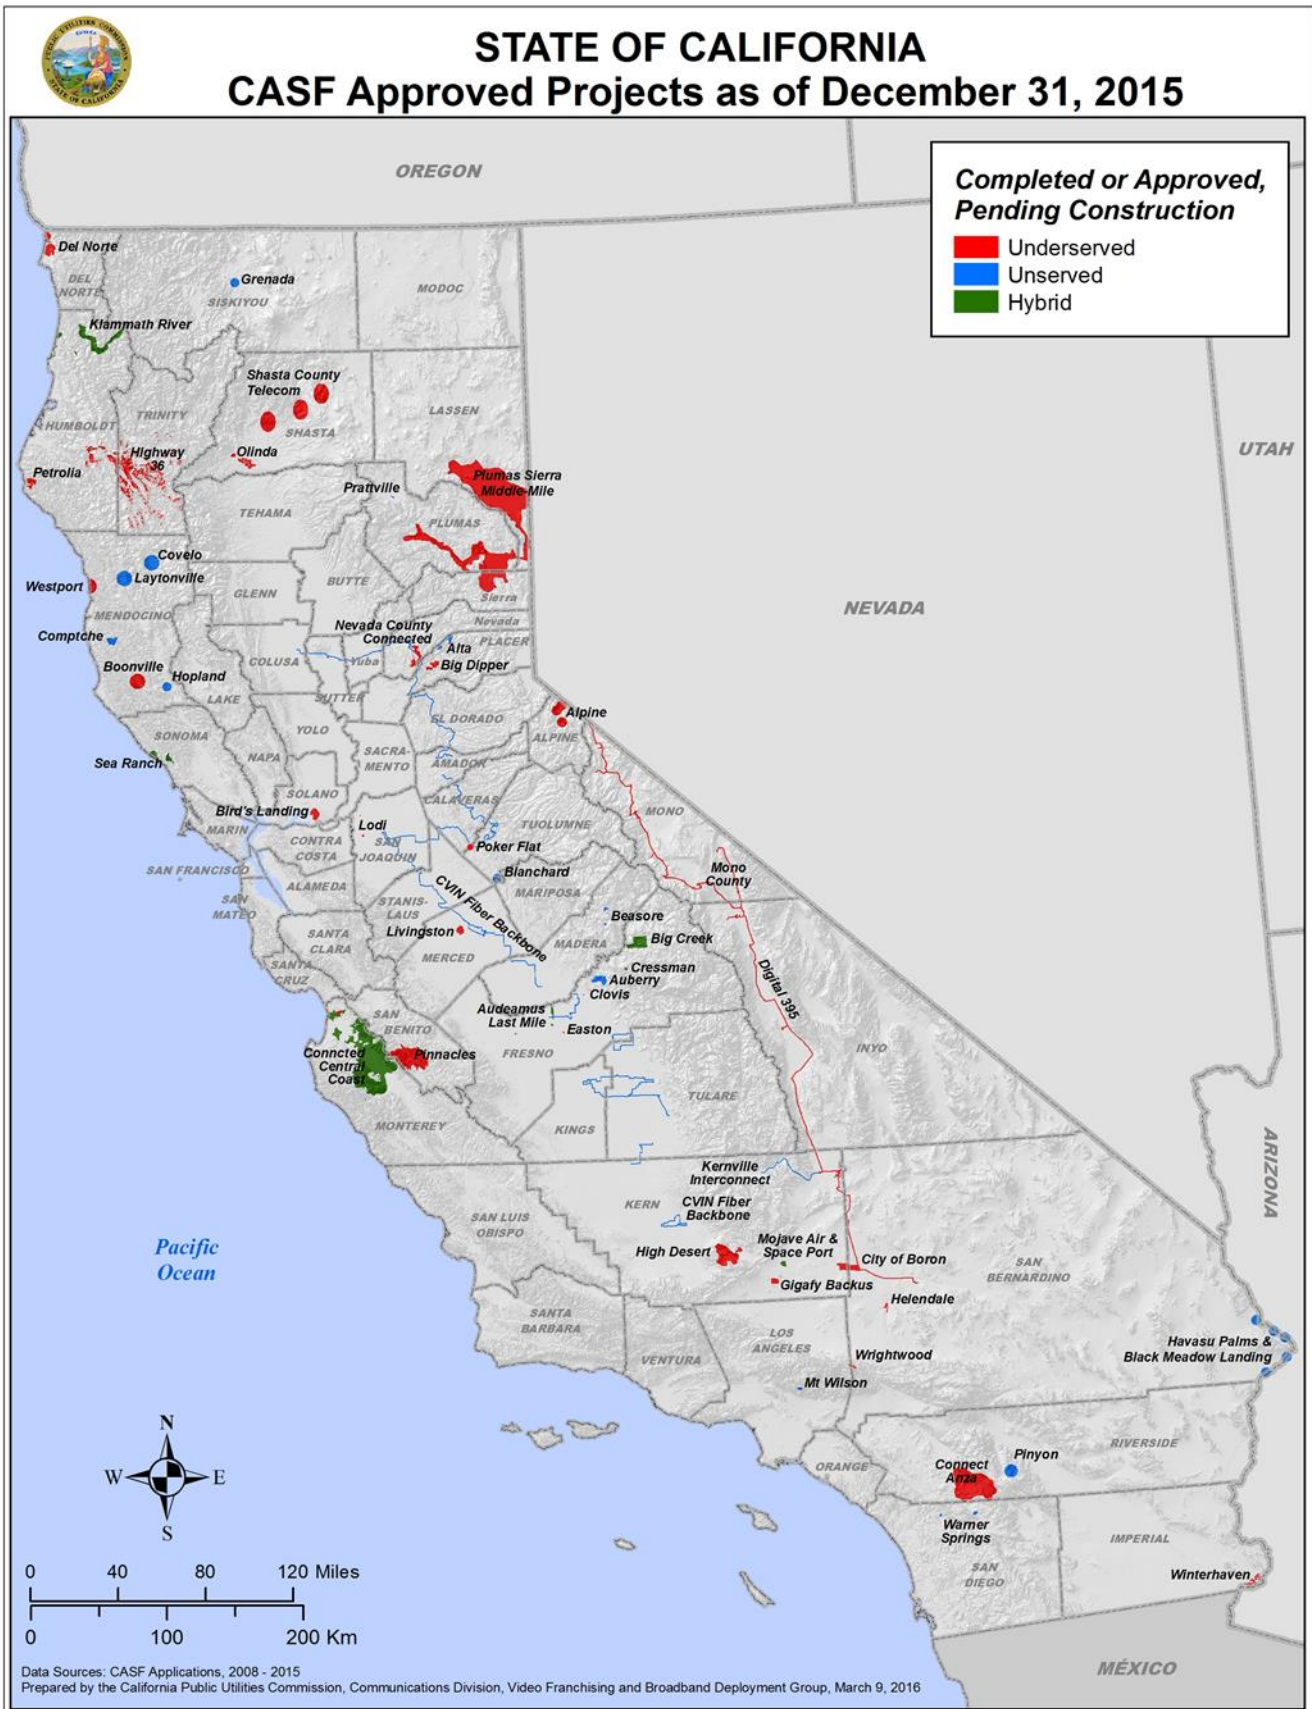 STATE OF CALIFORNIA
CASF Approved Projects as of December 31, 2015
Completed or Approved,
Pending Construction
Underserved
Unserved
Hybrid
OREGON
Del Norte
DEL
NORTE
Grenada
SISKIYOU
MODOC
Klammath River
Shasta County
Telecom
SHASTA
LASSEN
TRINITY
HUMBOLDT
Highway
36
Olinda
Petrolia
UTAH
Plumas Sierra
Middle-Mile
Prattville
TEHAMA
PLUMAS
Covelo
Laytonville
Westport
MENDOCINO
GLENN
BUTTE
Sierra
NEVADA
Nevada
Nevada County
Connected
PLACER
Alta
Big Dipper
Comptche
Boonville
Hopland
COLUSA
Yuba
LAKE
SUTTER
EL DORADO
Alpine
ALPINE
SONOMA
YOLO
NAPA
SACRA-
MENTO
AMADOR
Sea Ranch
SOLANO
CALAVERAS
MONO
Bird's Landing
MARIN
Lodi
SAN
JOAQUIN
TUOLUMNE
CONTRA
COSTA
Poker Flat
SAN FRANCISCO
Blanchard
Mono
County
ALAMEDA
MARIPOSA
SAN
MATEO
STANIS-
LAUS
CVIN Fiber Backbone
Beasore
SANTA
CLARA
Livingston
MERCED
MADERA
Big Creek
SANTA
CRUZ
Cressman
Auberry
Clovis
Digital 395
SAN
BENITO
Audeamus
Last Mile
Easton
FRESNO
INYO
Conncted
Central
Coast
Pinnacles
TULARE
MONTEREY
KINGS
ARIZONA
Kernville
Interconnect
KERN
CVIN Fiber
Backbone
SAN LUIS
OBISPO
Pacific
Ocean
High Desert
Mojave Air &
Space Port
City of Boron
SAN
BERNARDINO
Gigafy Backus
Helendale
SANTA
BARBARA
LOS
ANGELES
VENTURA
Wrightwood
Mt Wilson
Havasu Palms &
Black Meadow Landing
N
W
E
S
ORANGE
RIVERSIDE
Connect
Anza
Pinyon
Warner
Springs
IMPERIAL
SAN
DIEGO
Winterhaven
MÉXICO
0 40 80 120 Miles
0 100 200 Km
Data Sources: CASF Applications, 2008 - 2015
Prepared by the California Public Utilities Commission, Communications Division, Video Franchising and Broadband Deployment Group, March 9, 2016
PUBLIC UTILITIES COMMISSION
STATE OF CALIFORNIA